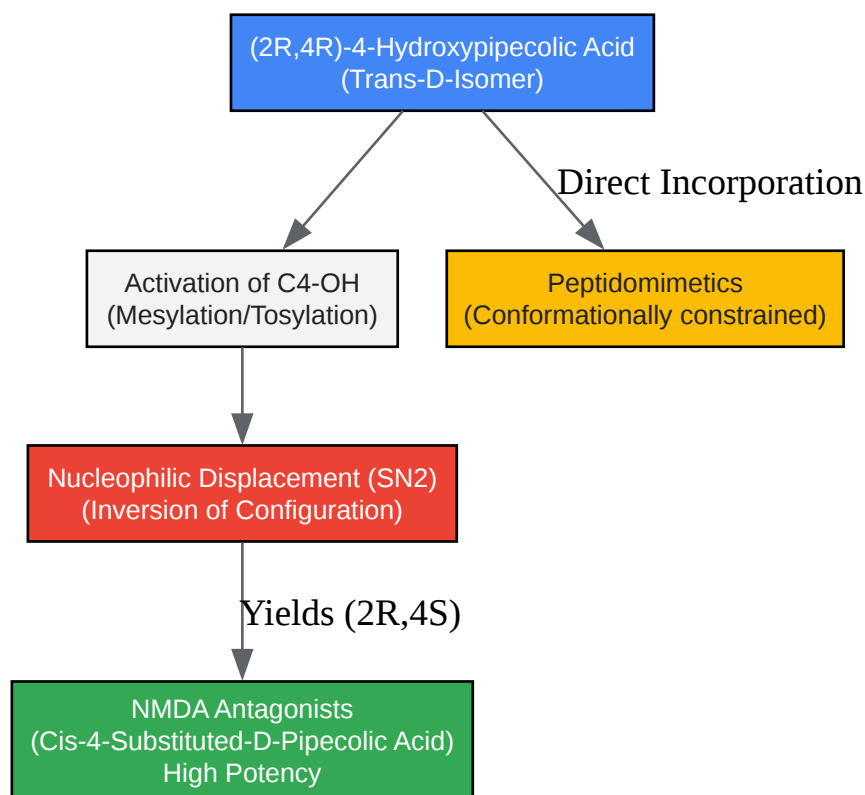 (2R,4R)-4-Hydroxypipecolic Acid
(Trans-D-Isomer)
Direct Incorporation
Activation of C4-OH
(Mesylation/Tosylation)
Peptidomimetics
(Conformationally constrained)
Nucleophilic Displacement (SN2)
(Inversion of Configuration)
Yields (2R,4S)
NMDA Antagonists
(Cis-4-Substituted-D-Pipecolic Acid)
High Potency